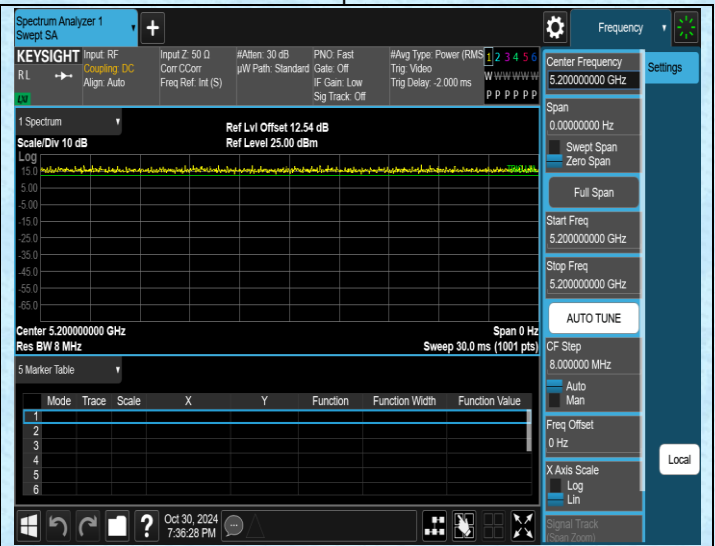 Spectrum Analyzer 1
Swept SA
+
Frequency
KEYSIGHT
RL
LXI
Input: RF
Coupling: DC
Align: Auto
Input Z: 50 Ω
Corr CCorr
Freq Ref: Int (S)
#Atten: 30 dB
µW Path: Standard
PNO: Fast
Gate: Off
IF Gain: Low
Sig Track: Off
#Avg Type: Power (RMS
Trig: Video
Trig Delay: -2.000 ms
1 2 3 4 5 6
W W W W W W
P P P P P P
1 Spectrum
Scale/Div 10 dB
Ref Lvl Offset 12.54 dB
Ref Level 25.00 dBm
Log
15.0
5.00
-5.00
-15.0
-25.0
-35.0
-45.0
-55.0
-65.0
Center 5.200000000 GHz
Span 0 Hz
Res BW 8 MHz
Sweep 30.0 ms (1001 pts)
5 Marker Table
Mode Trace Scale X Y Function Function Width Function Value
1
2
3
4
5
6
Oct 30, 2024
7:36:28 PM
?
Center Frequency
5.200000000 GHz
Span
0.00000000 Hz
Swept Span
Zero Span
Full Span
Start Freq
5.200000000 GHz
Stop Freq
5.200000000 GHz
AUTO TUNE
CF Step
8.000000 MHz
Auto
Man
Freq Offset
0 Hz
X Axis Scale
Log
Lin
Signal Track
(Span Zoom)
Settings
Local